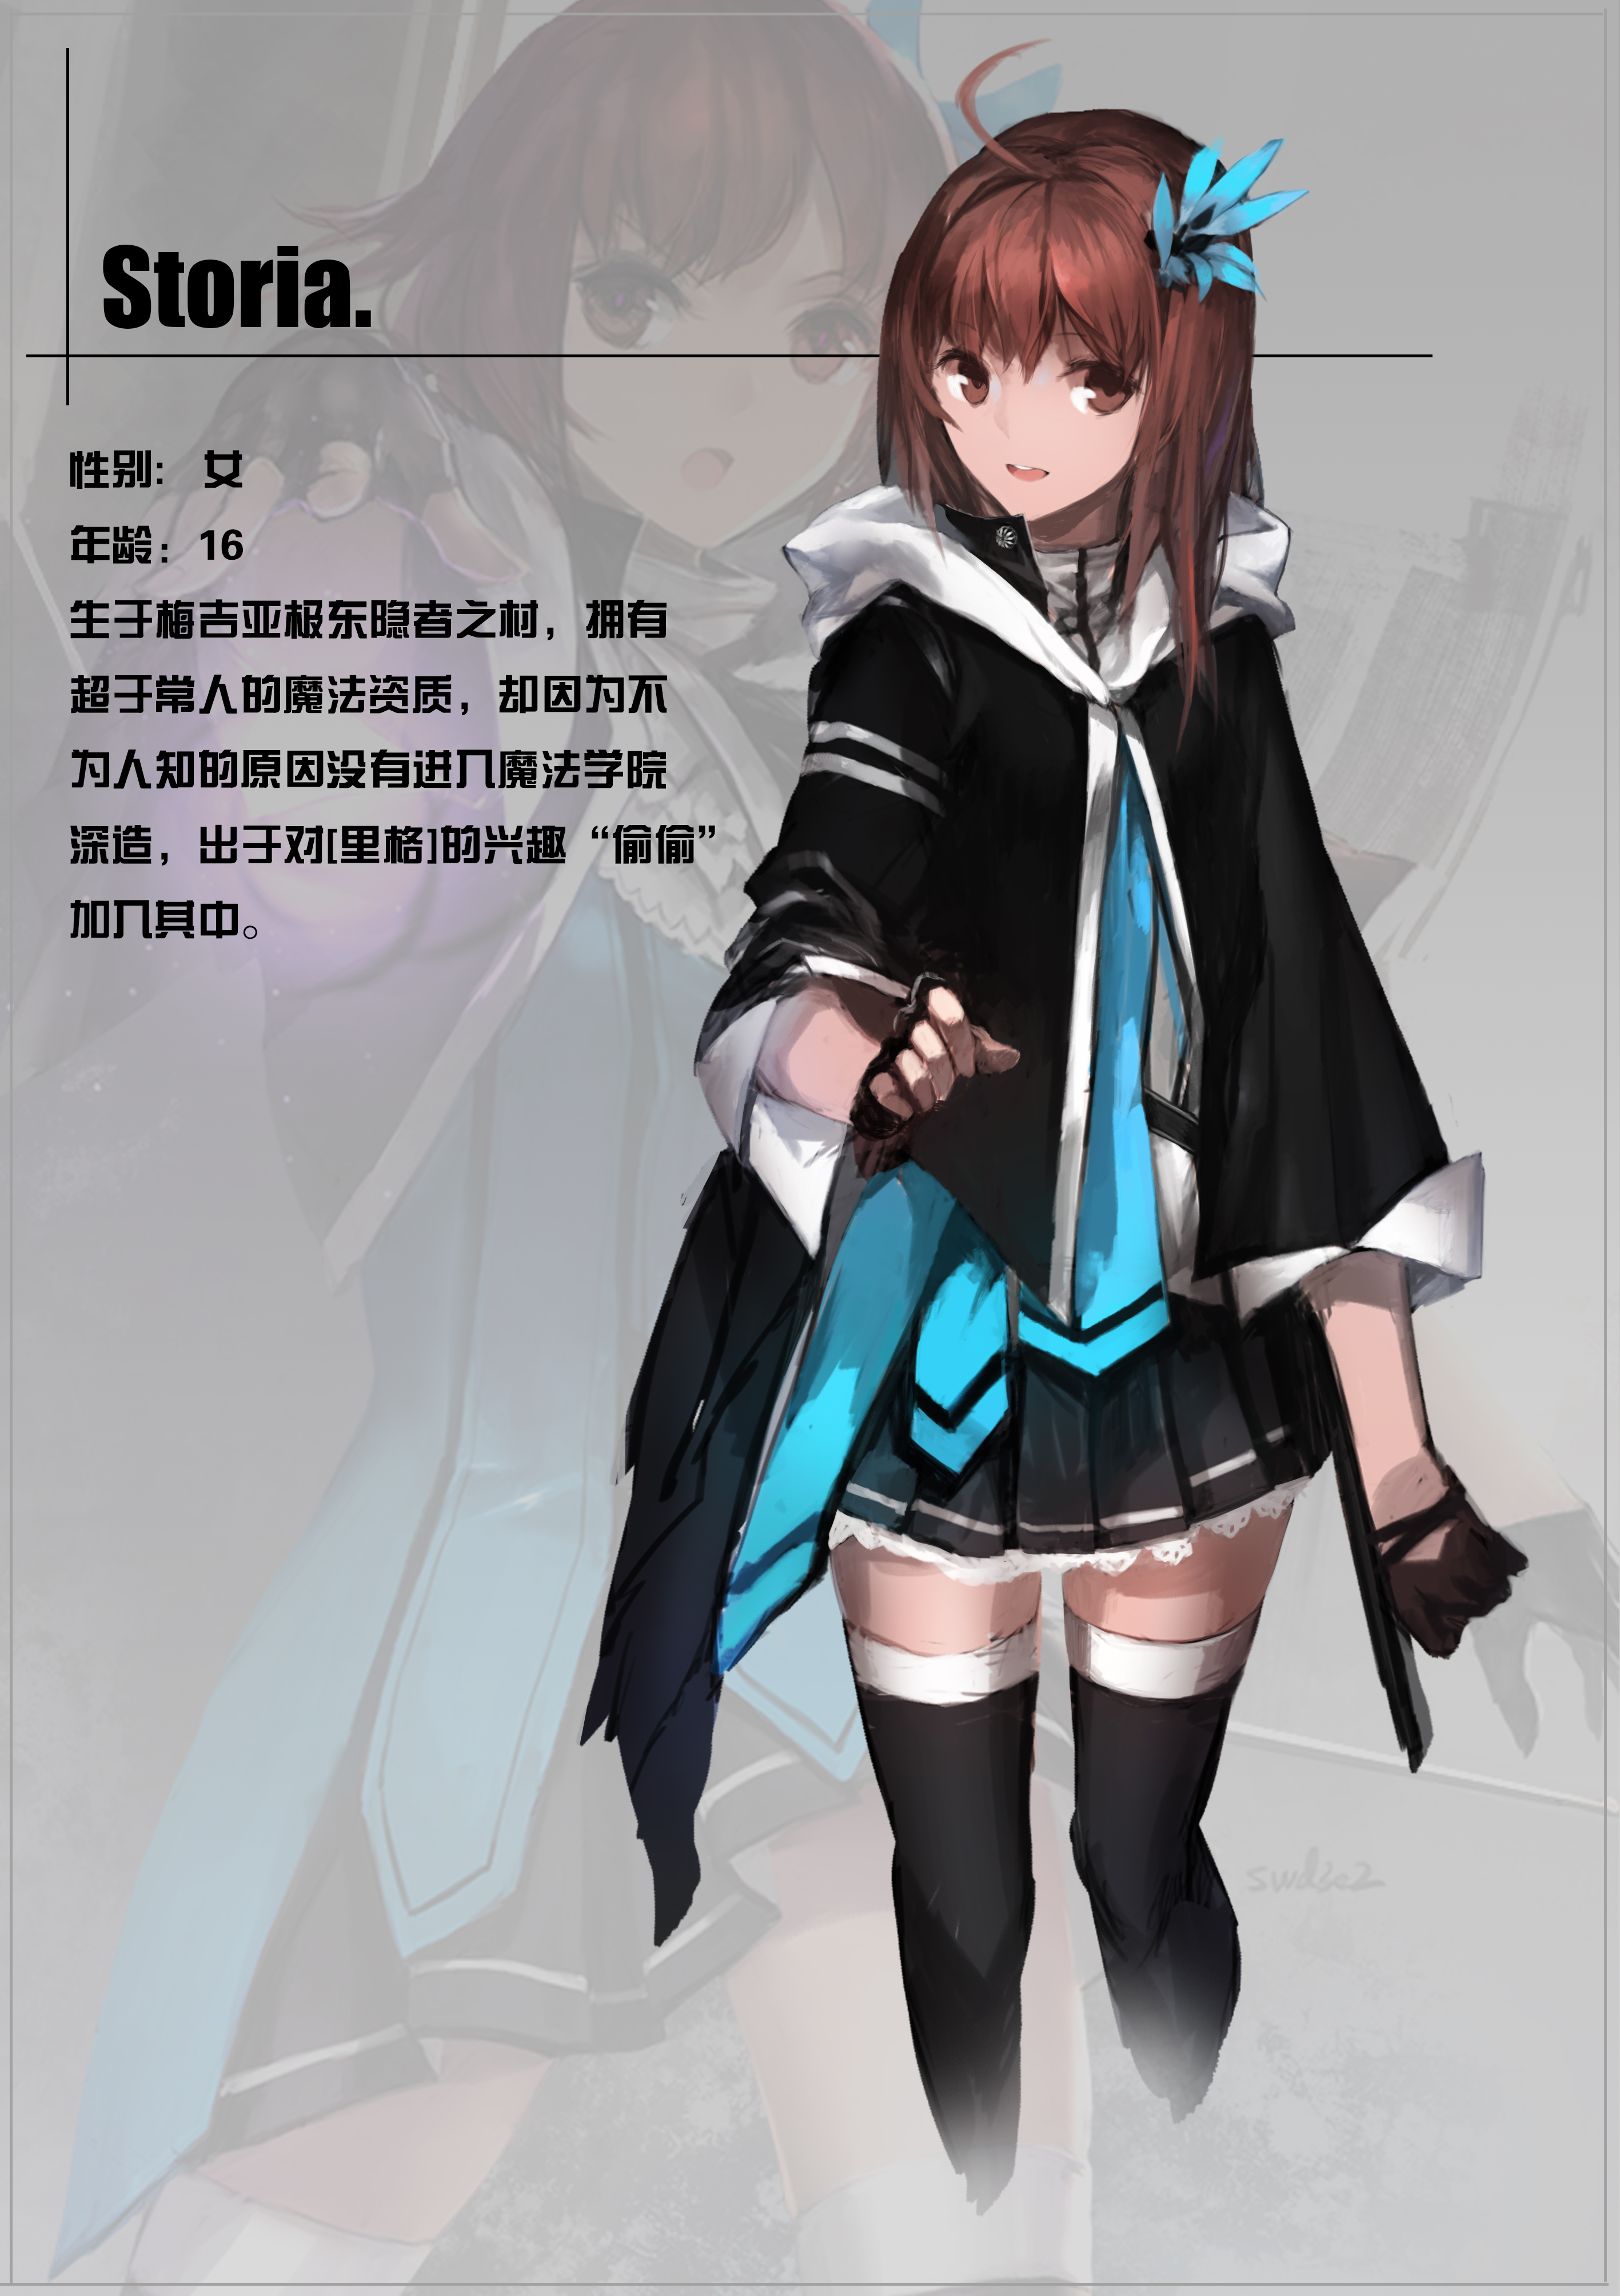 Storia.
性别： 女
年龄：16
生于梅吉亚极东隐者之村，拥有
超于常人的魔法资质，却因为不
为人知的原因没有进入魔法学院
深造，出于对[里格]的兴趣“偷偷”
加入其中。